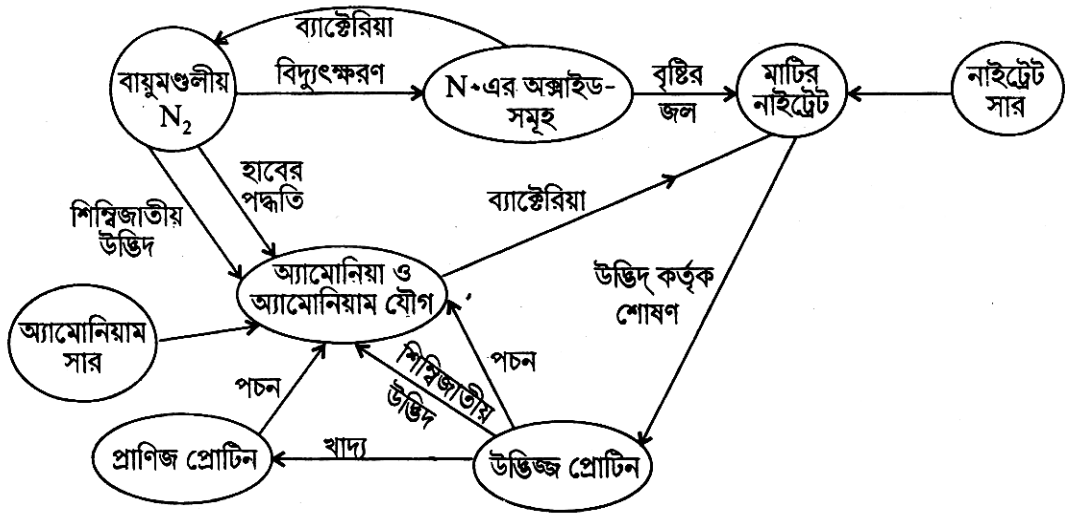 ব্যাক্টেরিয়া
বায়ুমণ্ডলীয়
N₂
বিদ্যুৎক্ষরণ
N-এর অক্সাইড-
সমূহ
বৃষ্টির
জল
মাটির
নাইট্রেট
নাইট্রেট
সার
হাবের
পদ্ধতি
শিম্বিজাতীয়
উদ্ভিদ
ব্যাক্টেরিয়া
অ্যামোনিয়া ও
অ্যামোনিয়াম যৌগ
উদ্ভিদ্ কর্তৃক
শোষণ
অ্যামোনিয়াম
সার
পচন
শিম্বিজাতীয়
উদ্ভিদ
পচন
প্রাণিজ প্রোটিন
খাদ্য
উদ্ভিজ্জ প্রোটিন